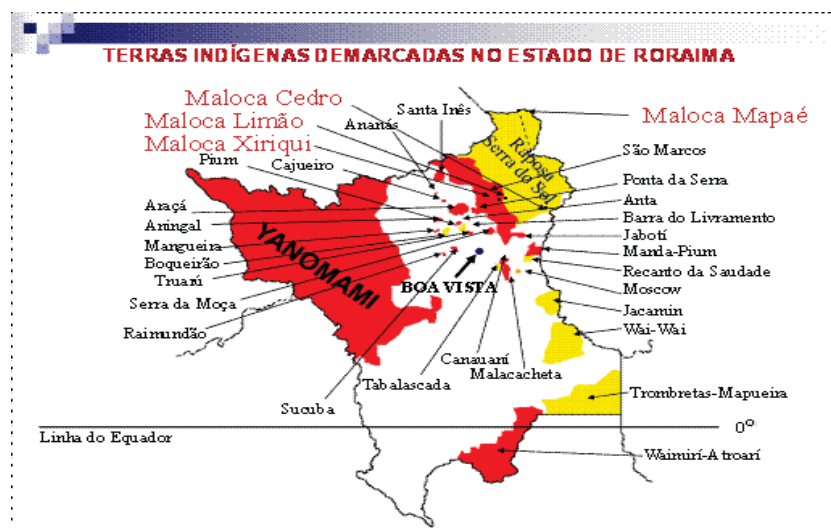 TERRAS INDÍGENAS DEMARCADAS NO ESTADO DE RORAIMA
Maloca Cedro
Maloca Limão
Maloca Xiriqui
Santa Inês
Ananás
Maloca Mapaé
Pium
Cajueiro
Raposa
Serra do Sol
São Marcos
Ponta da Serra
Anta
Barra do Livramento
Jabotí
Manda-Pium
Recanto da Saudade
Moscow
Jacamin
Wai-Wai
Araçá
Aningal
Mangueira
Boqueirão
Truarú
Serra da Moça
Raimundão
YANOMAMI
BOA VISTA
Canauaní
Malacacheta
Tabalascada
Sucuba
Trombretas-Mapueira
Linha do Equador
0º
Waimirí-Atroarí